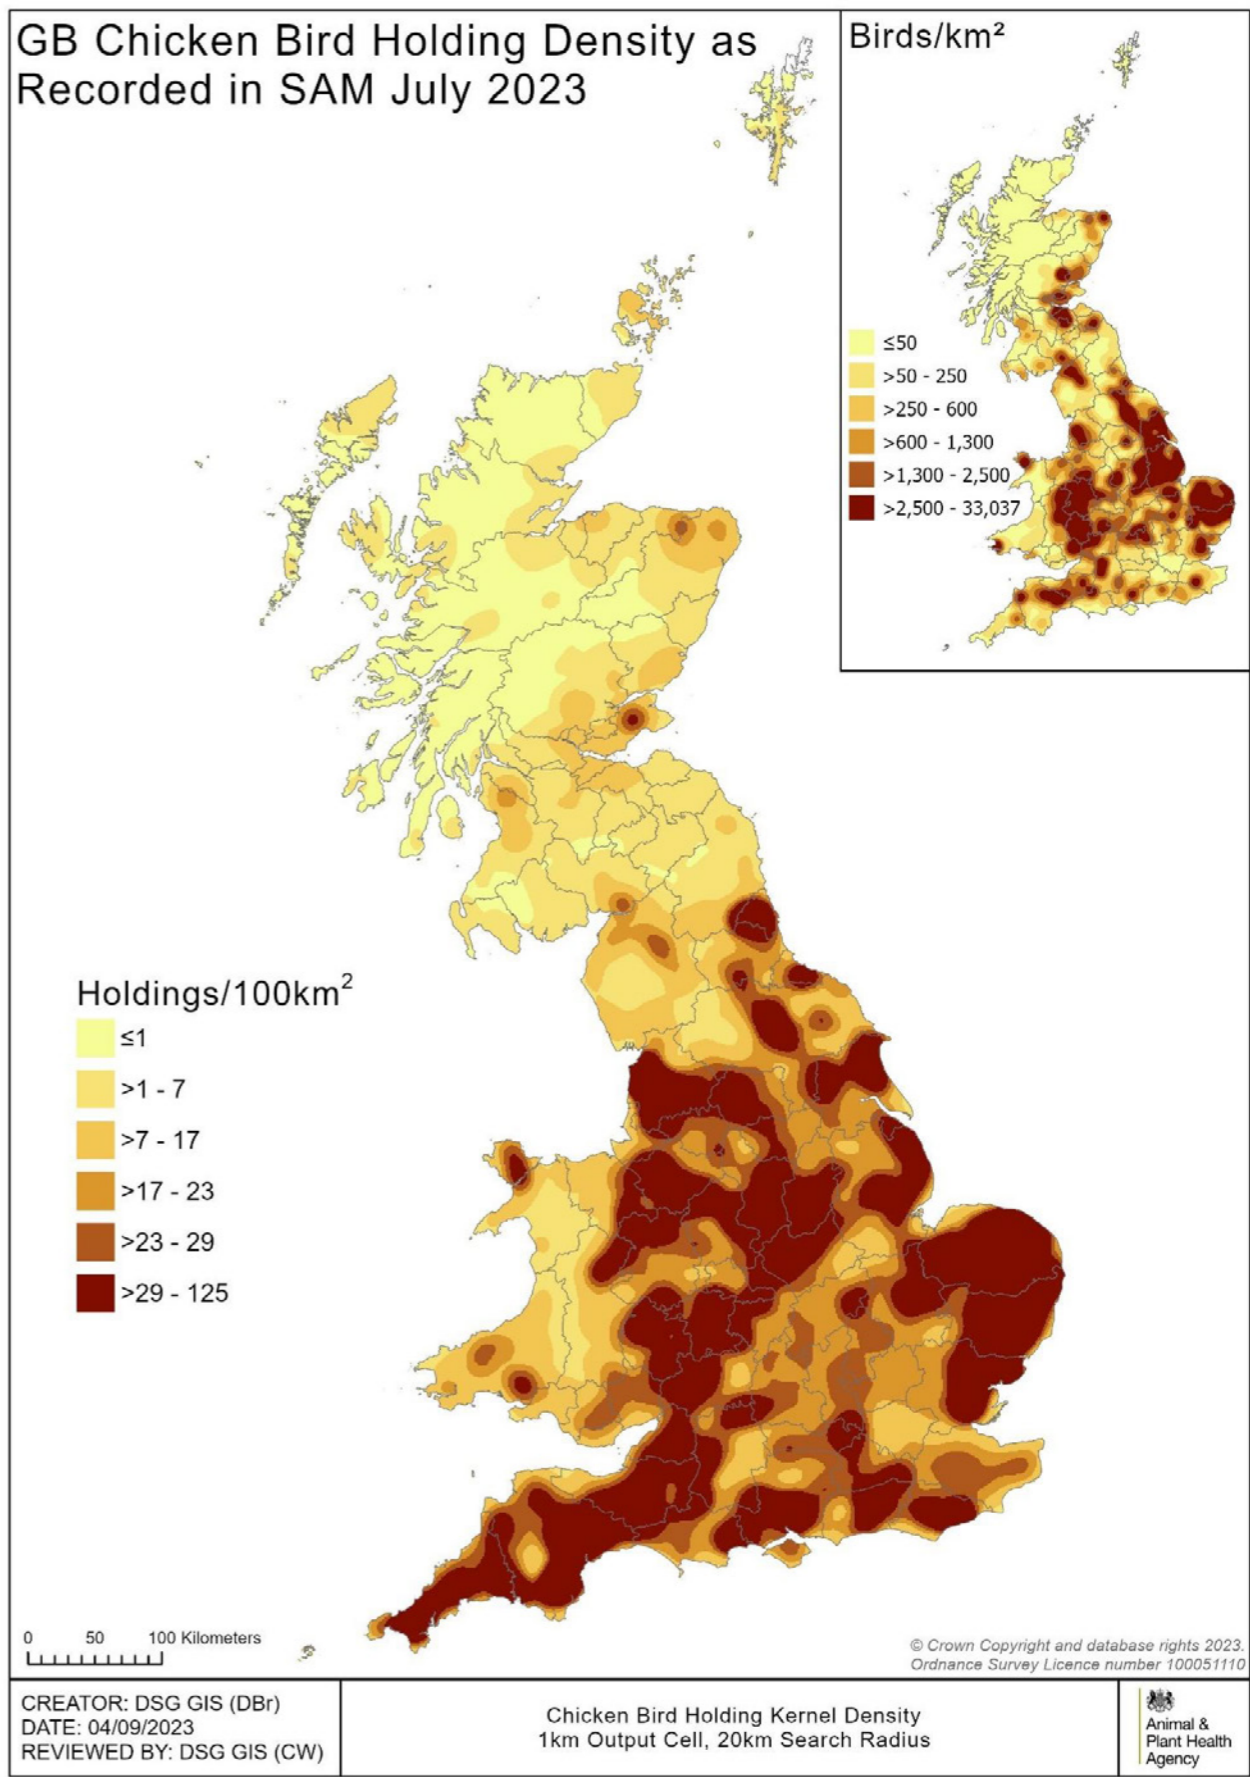 GB Chicken Bird Holding Density as
Recorded in SAM July 2023
Birds/km²
≤50
>50 - 250
>250 - 600
>600 - 1,300
>1,300 - 2,500
>2,500 - 33,037
Holdings/100km²
≤1
>1 - 7
>7 - 17
>17 - 23
>23 - 29
>29 - 125
0 50 100 Kilometers
© Crown Copyright and database rights 2023.
Ordnance Survey Licence number 100051110
CREATOR: DSG GIS (DBr)
DATE: 04/09/2023
REVIEWED BY: DSG GIS (CW)
Chicken Bird Holding Kernel Density
1km Output Cell, 20km Search Radius
Animal &
Plant Health
Agency